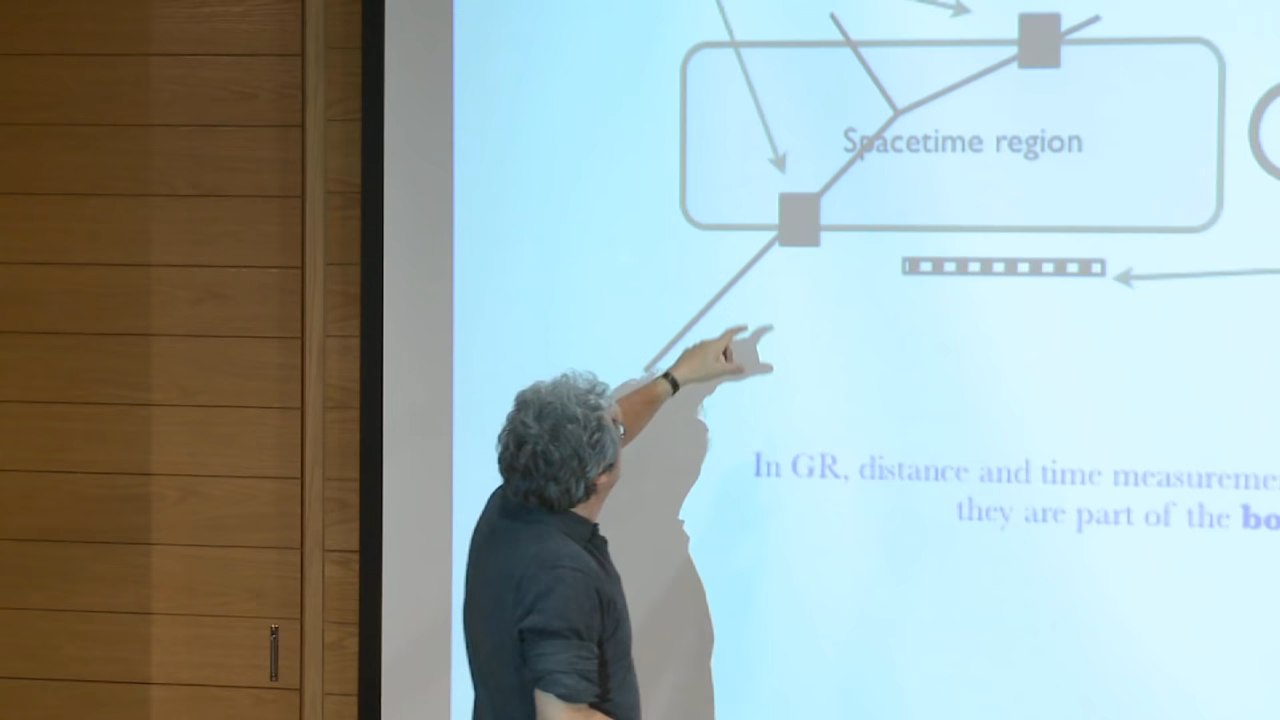 Spacetime region
In GR, distance and time measureme
they are part of the bo